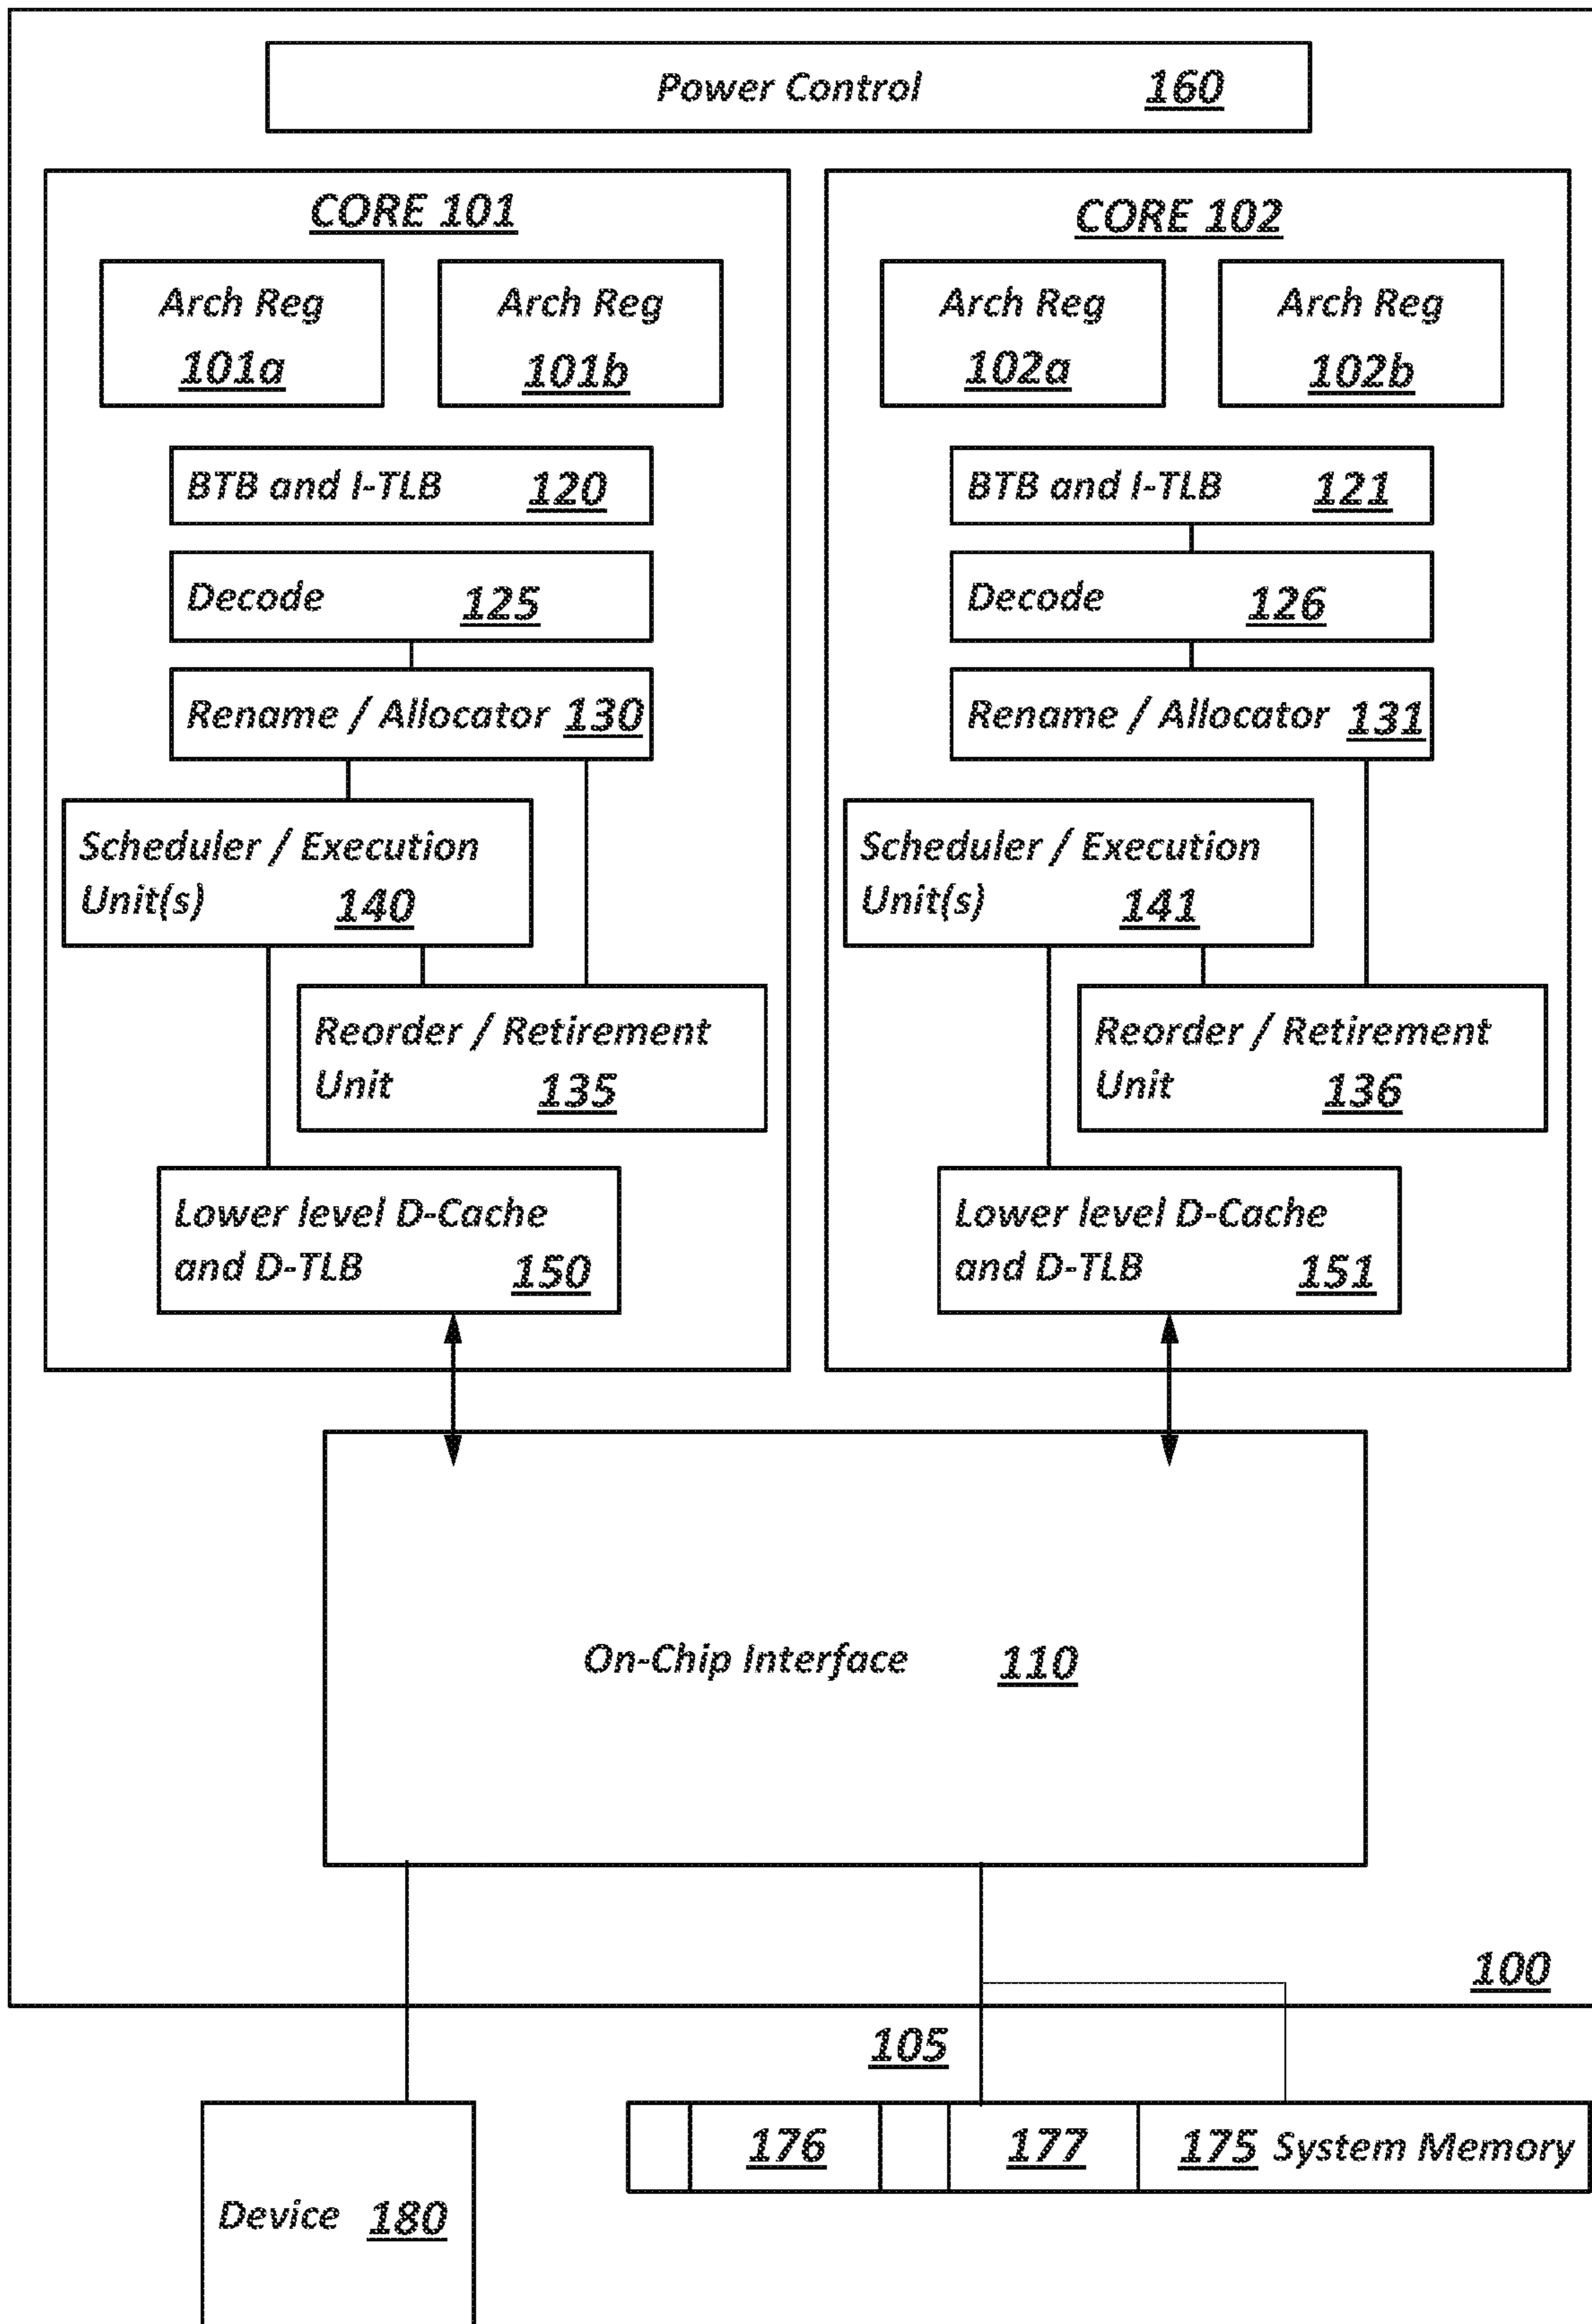 Power Control 160
CORE 101
Arch Reg
101a
Arch Reg
101b
BTB and I-TLB 120
Decode 125
Rename / Allocator 130
Scheduler / Execution
Unit(s) 140
Reorder / Retirement
Unit 135
Lower level D-Cache
and D-TLB 150
CORE 102
Arch Reg
102a
Arch Reg
102b
BTB and I-TLB 121
Decode 126
Rename / Allocator 131
Scheduler / Execution
Unit(s) 141
Reorder / Retirement
Unit 136
Lower level D-Cache
and D-TLB 151
On-Chip Interface 110
100
105
176 177 175 System Memory
Device 180